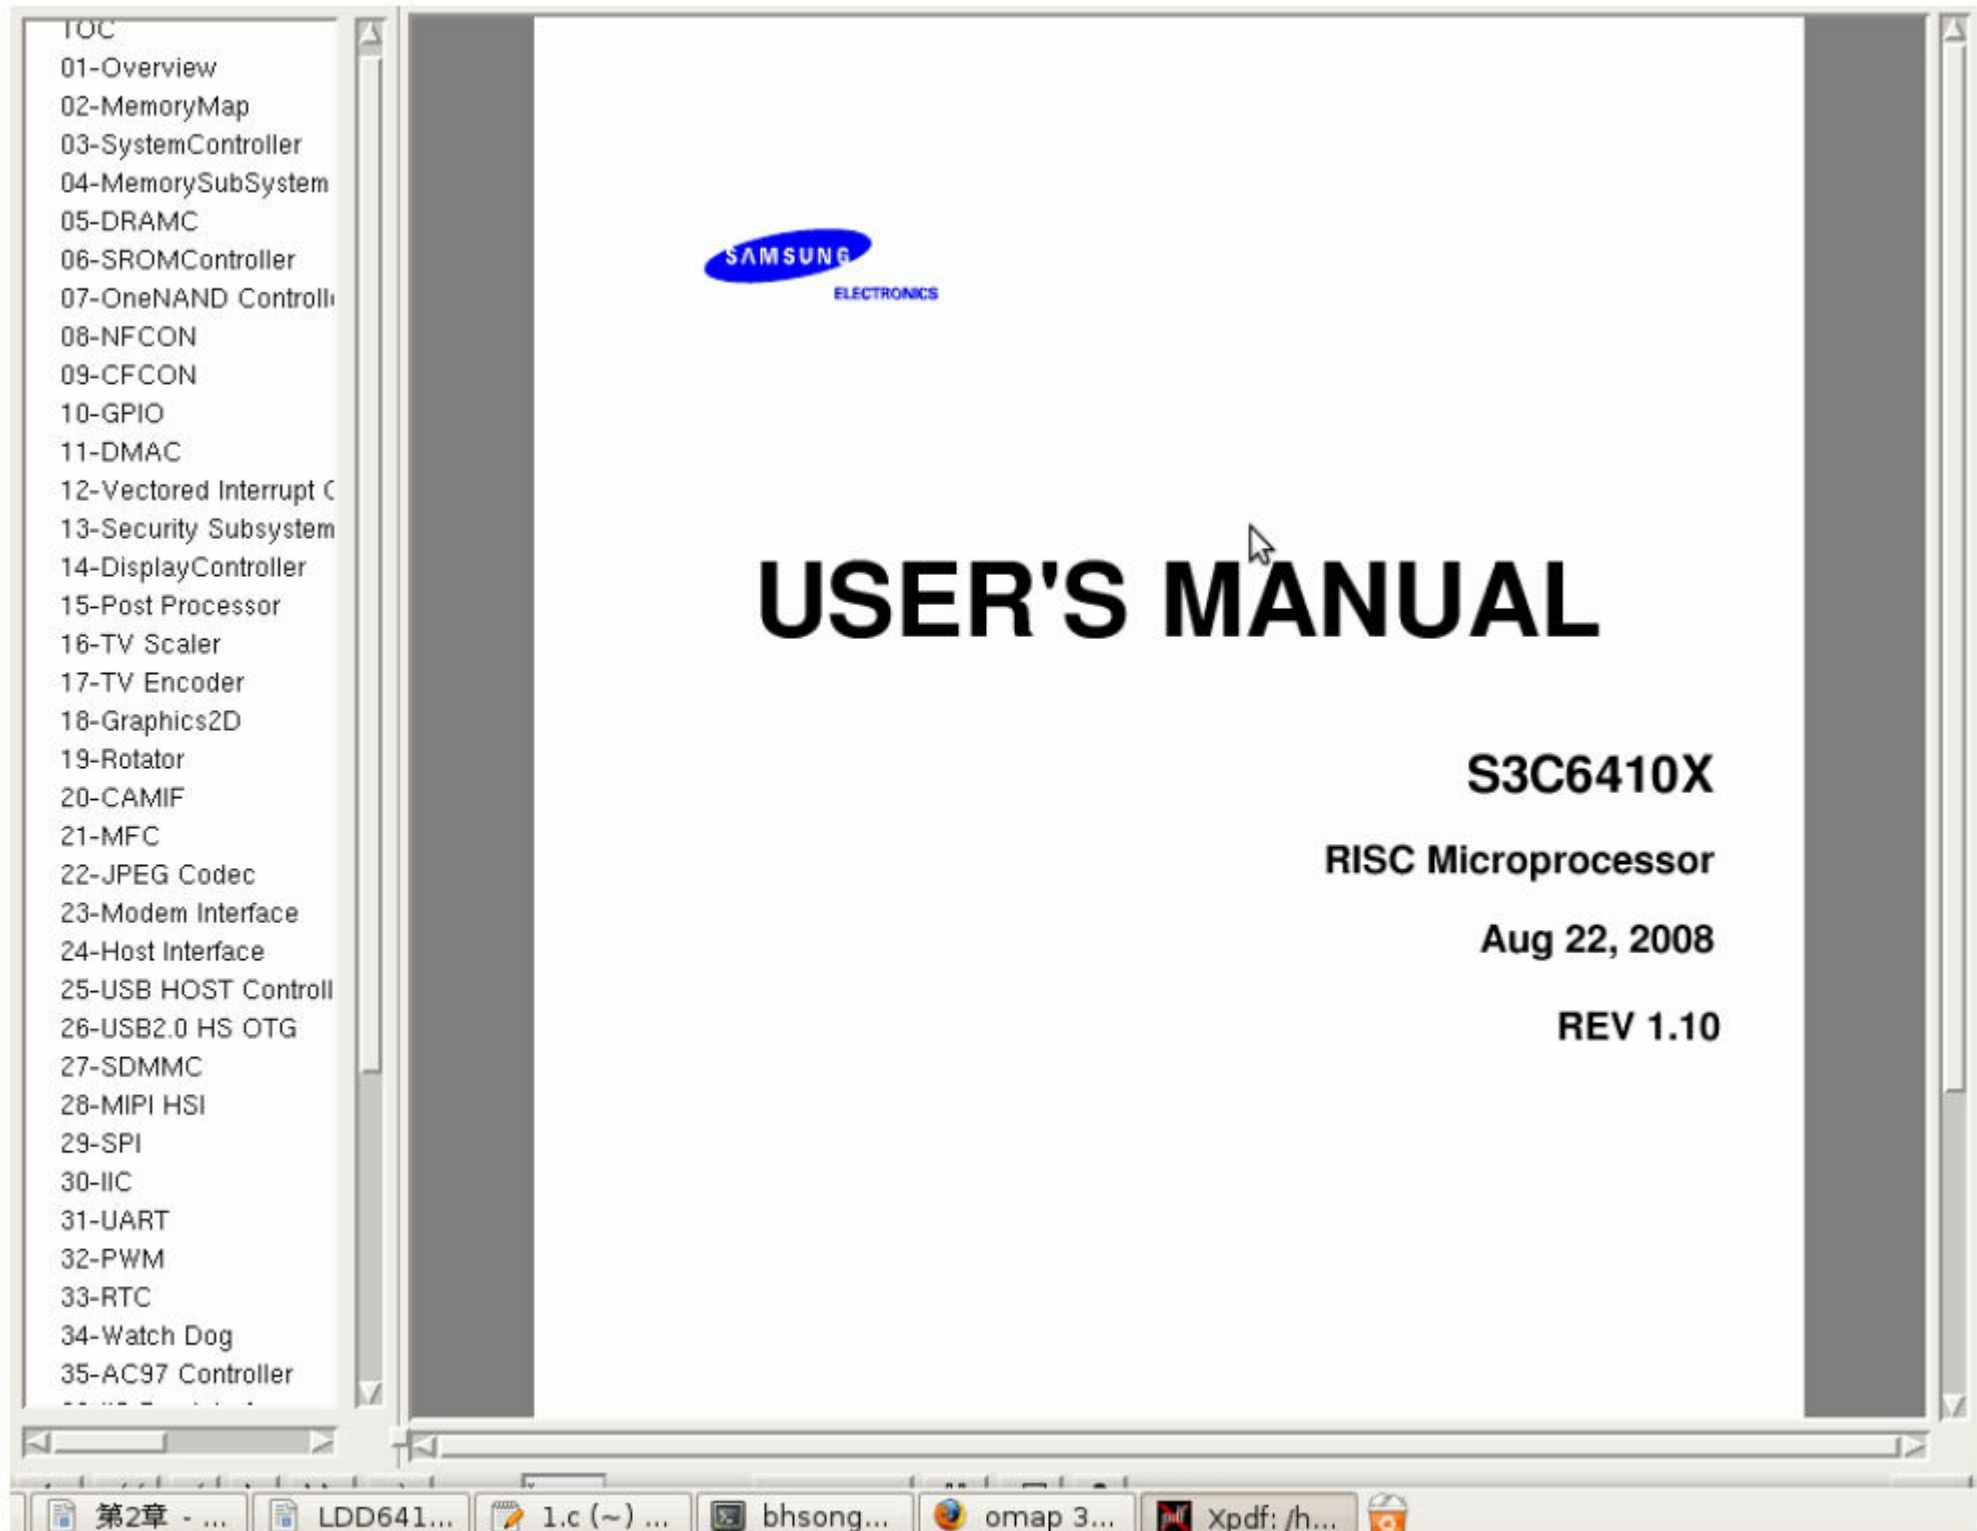 TOC
01-Overview
02-MemoryMap
03-SystemController
04-MemorySubSystem
05-DRAMC
06-SROMController
07-OneNAND Controll
08-NFCON
09-CFCON
10-GPIO
11-DMAC
12-Vectored Interrupt C
13-Security Subsystem
14-DisplayController
15-Post Processor
16-TV Scaler
17-TV Encoder
18-Graphics2D
19-Rotator
20-CAMIF
21-MFC
22-JPEG Codec
23-Modem Interface
24-Host Interface
25-USB HOST Controll
26-USB2.0 HS OTG
27-SDMMC
28-MIPI HSI
29-SPI
30-IIC
31-UART
32-PWM
33-RTC
34-Watch Dog
35-AC97 Controller
SAMSUNG
ELECTRONICS
USER'S MANUAL
S3C6410X
RISC Microprocessor
Aug 22, 2008
REV 1.10
第2章 - ...
LDD641...
1.c (~) ...
bhsong...
omap 3...
Xpdf: /h...